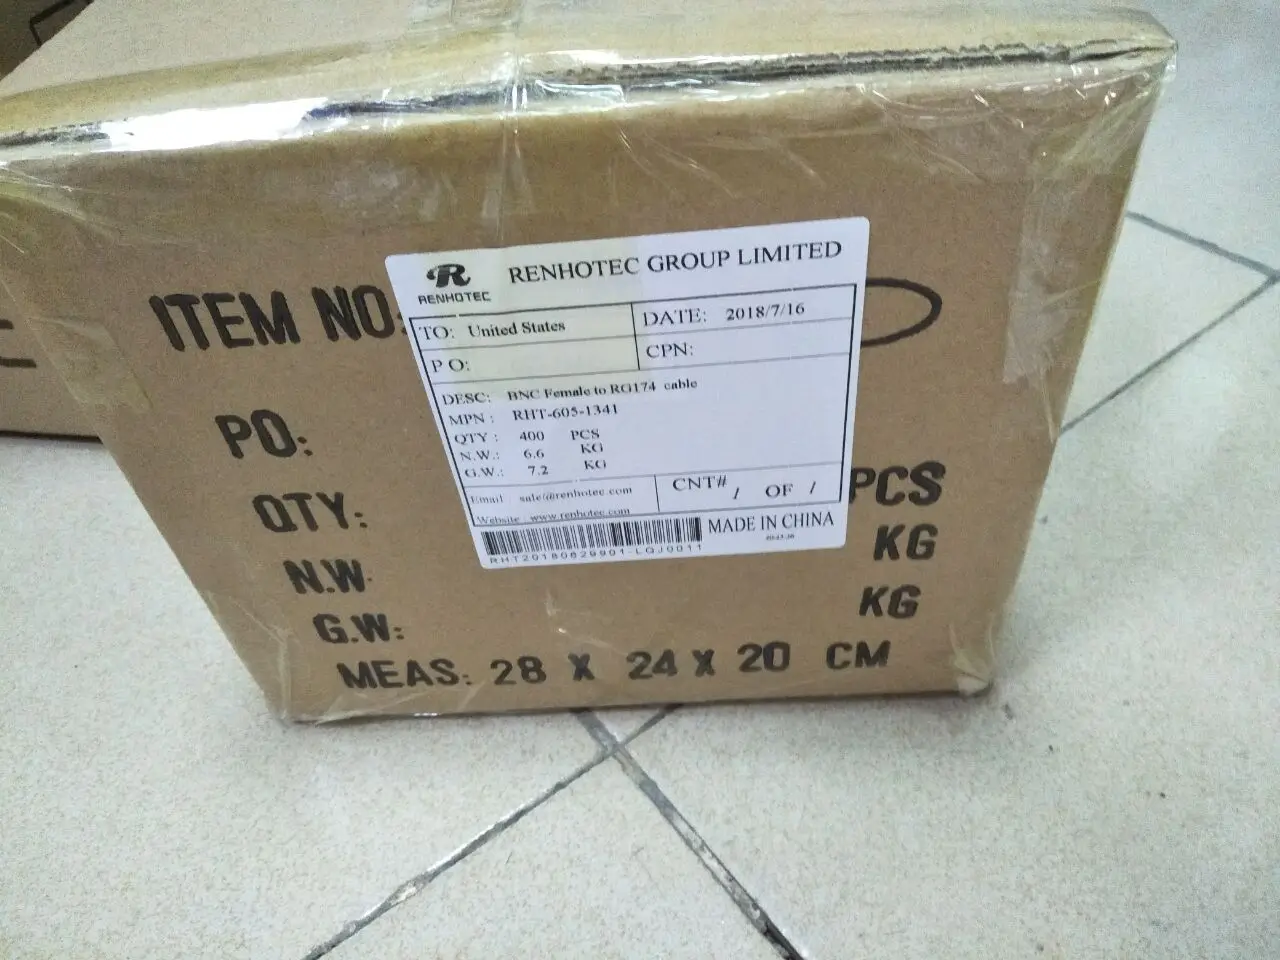 RENHOTEC
RENHOTEC GROUP LIMITED
TO: United States
DATE: 2018/7/16
P O:
CPN:
DESC: BNC Female to RG174 cable
MPN : RHT-605-1341
QTY : 400 PCS
N.W.: 6.6 KG
G.W.: 7.2 KG
Email sale@renhotec.com
CNT# / OF /
Website : www.renhotec.com
MADE IN CHINA
RHT20180629901-LQJ0011
ITEM NO:
PO:
QTY: PCS
N.W KG
G.W: KG
MEAS: 28 X 24 X 20 CM